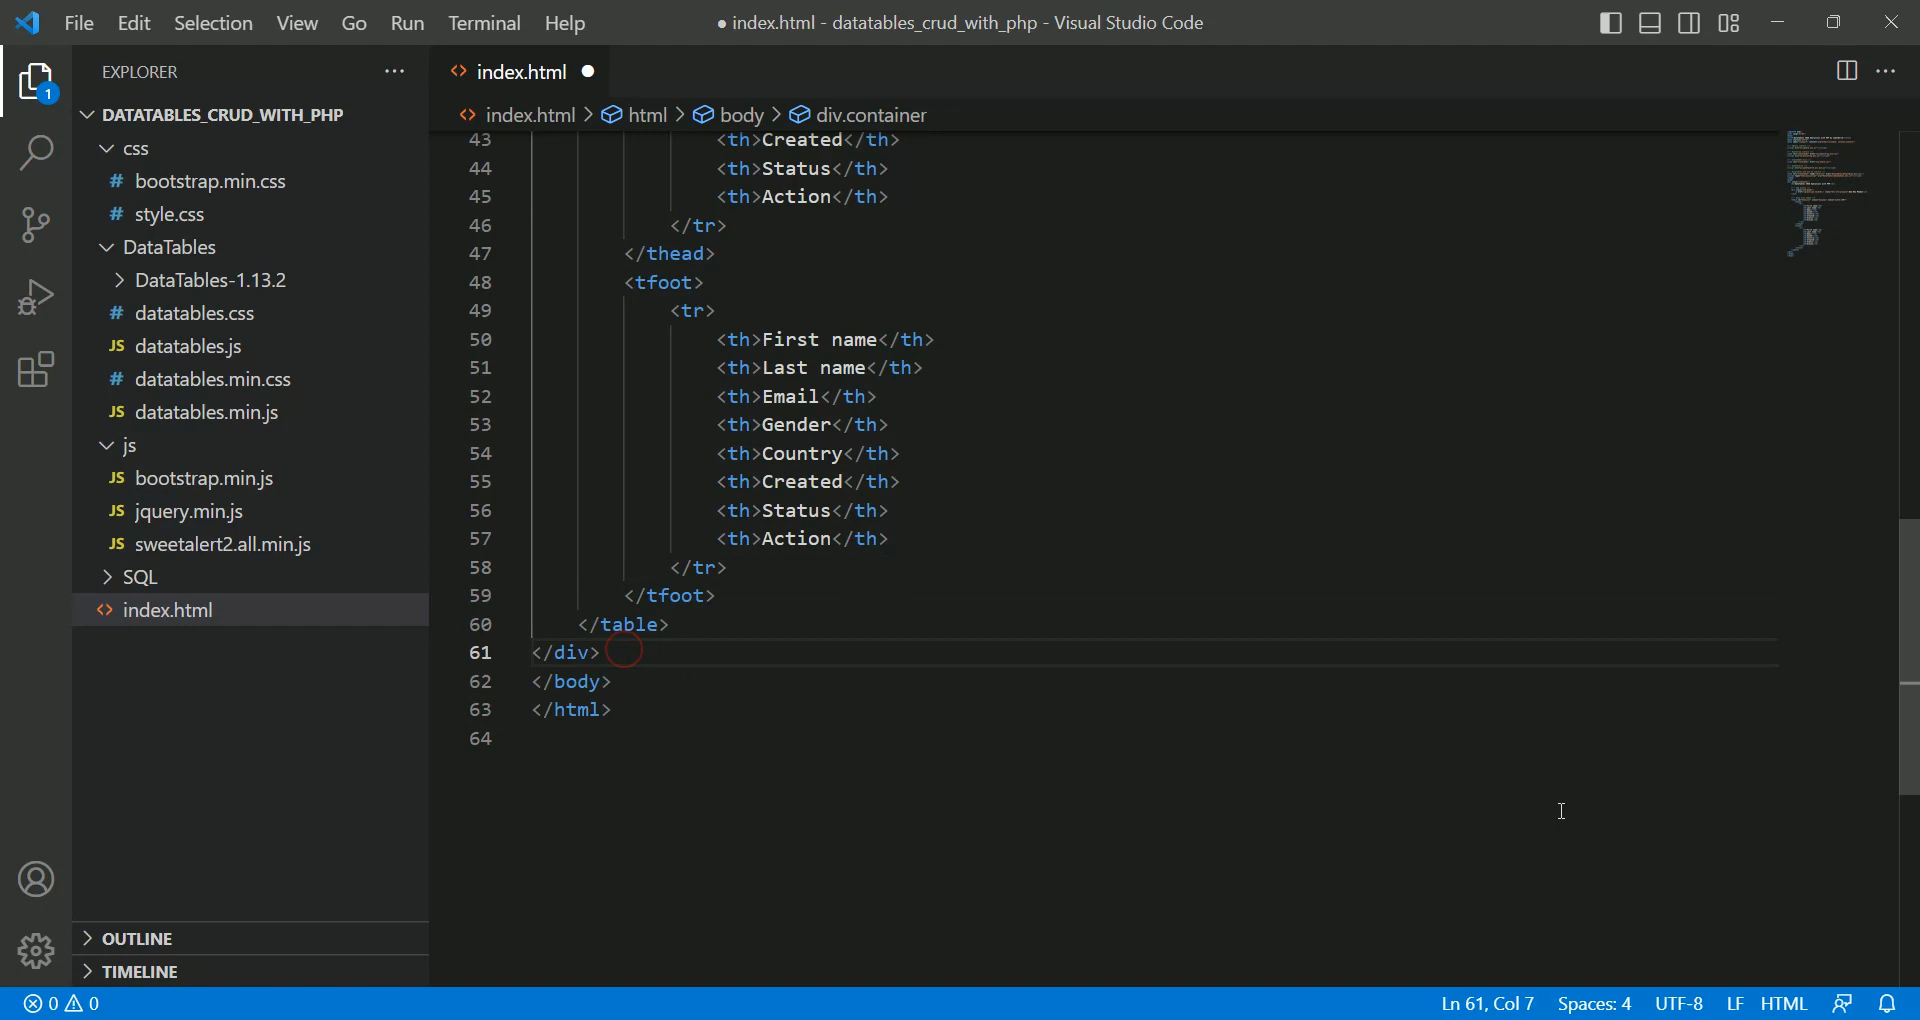 File Edit Selection View Go Run Terminal Help
● index.html - datatables_crud_with_php - Visual Studio Code
EXPLORER
1
DATATABLES_CRUD_WITH_PHP
css
# bootstrap.min.css
# style.css
DataTables
DataTables-1.13.2
# datatables.css
JS datatables.js
# datatables.min.css
JS datatables.min.js
js
JS bootstrap.min.js
JS jquery.min.js
JS sweetalert2.all.min.js
SQL
<> index.html
OUTLINE
TIMELINE
<> index.html ●
<> index.html > html > body > div.container
43 <th>Created</th>
44 <th>Status</th>
45 <th>Action</th>
46 </tr>
47 </thead>
48 <tfoot>
49 <tr>
50 <th>First name</th>
51 <th>Last name</th>
52 <th>Email</th>
53 <th>Gender</th>
54 <th>Country</th>
55 <th>Created</th>
56 <th>Status</th>
57 <th>Action</th>
58 </tr>
59 </tfoot>
60 </table>
61 </div>
62 </body>
63 </html>
64
0 0
Ln 61, Col 7 Spaces: 4 UTF-8 LF HTML